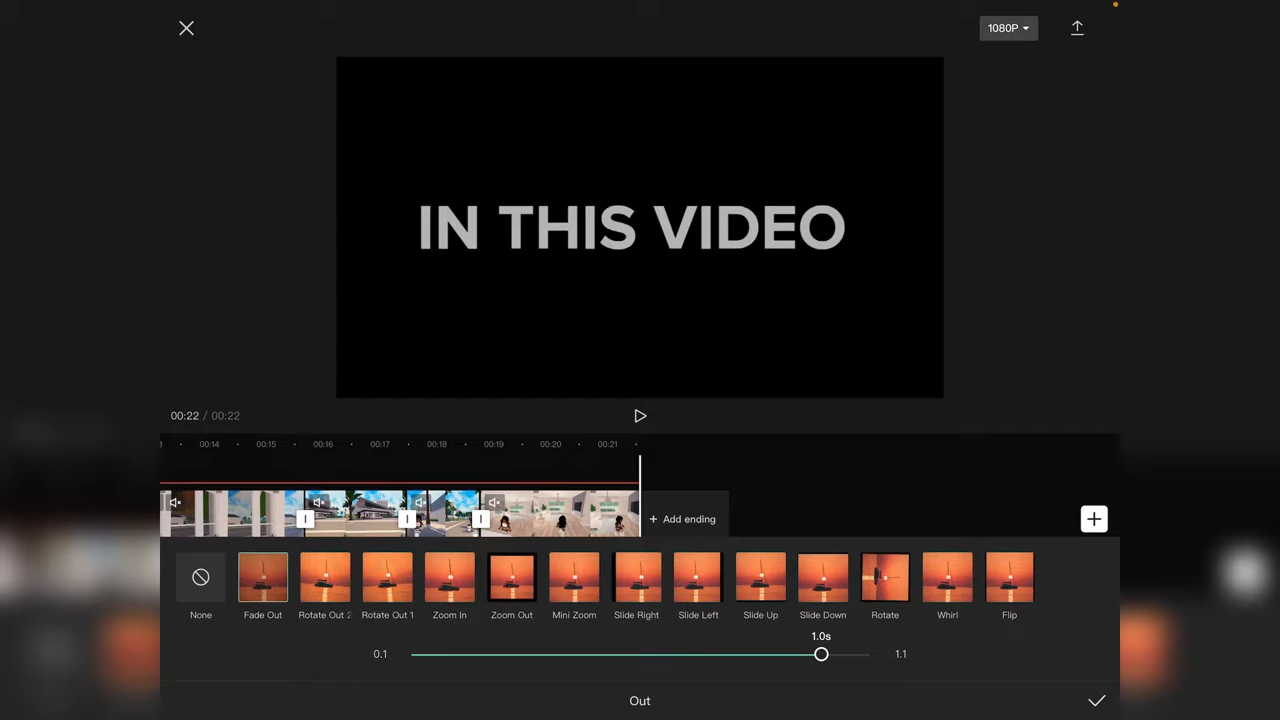 1080P
IN THIS VIDEO
00:22 / 00:22
3 00:14 00:15 00:16 00:17 00:18 00:19 00:20 00:21
+ Add ending
None Fade Out Rotate Out 2 Rotate Out 1 Zoom In Zoom Out Mini Zoom Slide Right Slide Left Slide Up Slide Down Rotate Whirl Flip
1.0s
0.1 1.1
Out